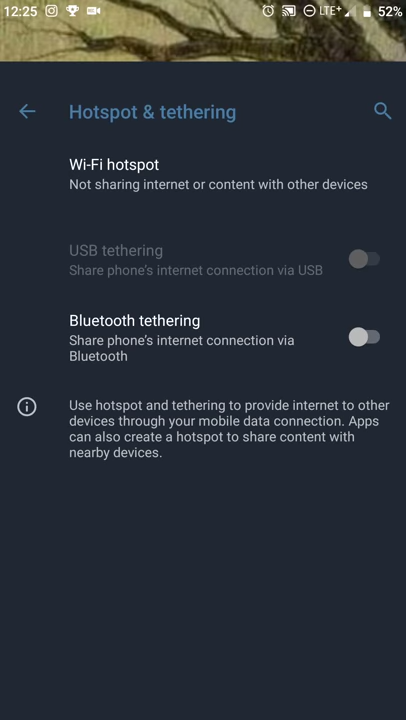 12:25 LTE+ 52%
Hotspot & tethering
Wi-Fi hotspot
Not sharing internet or content with other devices
USB tethering
Share phone's internet connection via USB
Bluetooth tethering
Share phone's internet connection via
Bluetooth
Use hotspot and tethering to provide internet to other
devices through your mobile data connection. Apps
can also create a hotspot to share content with
nearby devices.